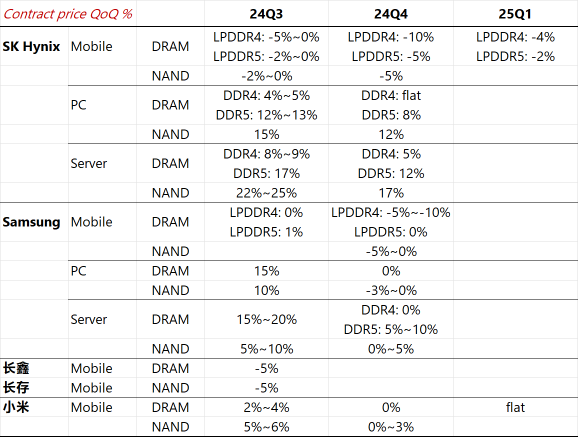 Contract price QoQ % 24Q3 24Q4 25Q1
SK Hynix Mobile DRAM LPDDR4: -5%~0% LPDDR4: -10% LPDDR4: -4%
LPDDR5: -2%~0% LPDDR5: -5% LPDDR5: -2%
NAND -2%~0% -5%
PC DRAM DDR4: 4%~5% DDR4: flat
DDR5: 12%~13% DDR5: 8%
NAND 15% 12%
Server DRAM DDR4: 8%~9% DDR4: 5%
DDR5: 17% DDR5: 12%
NAND 22%~25% 17%
Samsung Mobile DRAM LPDDR4: 0% LPDDR4: -5%~-10%
LPDDR5: 1% LPDDR5: 0%
NAND -5%~0%
PC DRAM 15% 0%
NAND 10% -3%~0%
Server DRAM 15%~20% DDR4: 0%
DDR5: 5%~10%
NAND 5%~10% 0%~5%
长鑫 Mobile DRAM -5%
长存 Mobile NAND -5%
小米 Mobile DRAM 2%~4% 0% flat
NAND 5%~6% 0%~3%